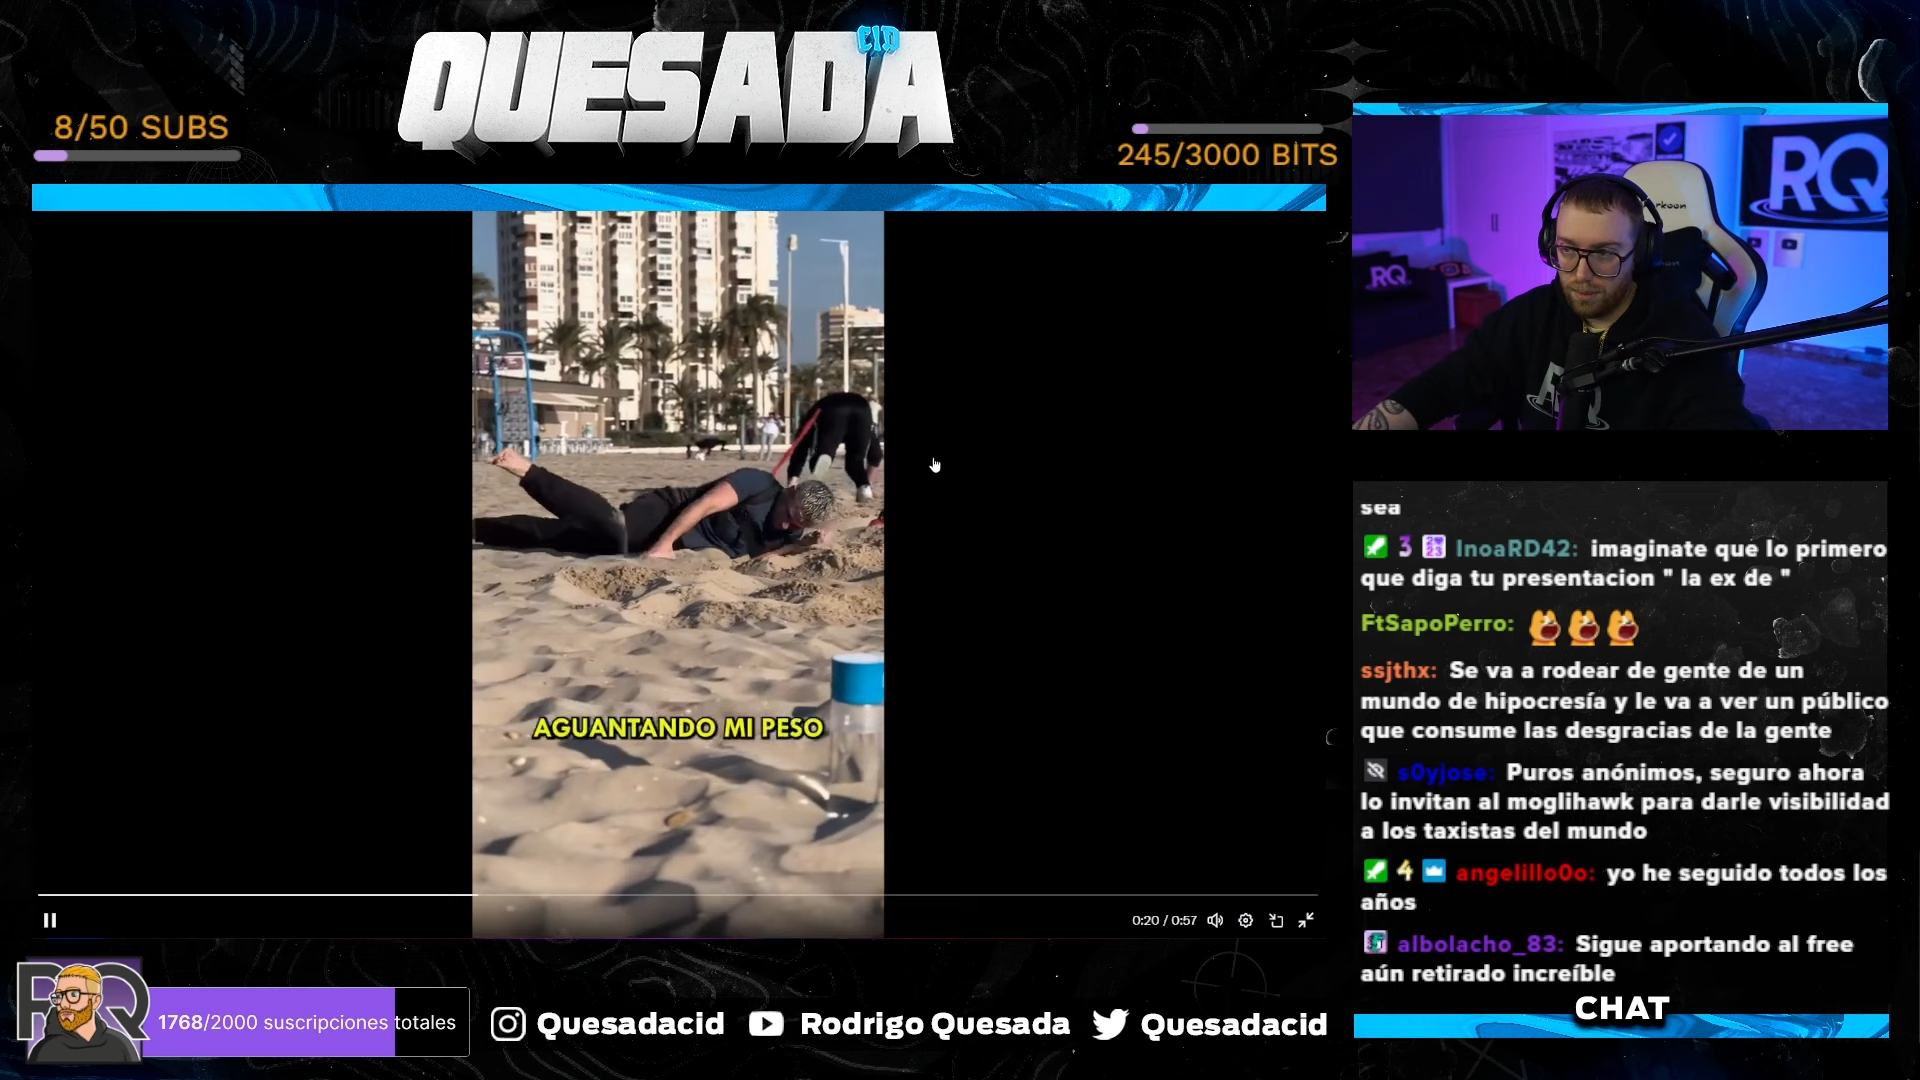 CID
QUESADA
8/50 SUBS
245/3000 BITS
RQ
RQ
AGUANTANDO MI PESO
0:20 / 0:57
sea
3 InoaRD42: imaginate que lo primero
que diga tu presentacion " la ex de "
FtSapoPerro:
ssjthx: Se va a rodear de gente de un
mundo de hipocresía y le va a ver un público
que consume las desgracias de la gente
s0yjose: Puros anónimos, seguro ahora
lo invitan al moglihawk para darle visibilidad
a los taxistas del mundo
4 angelillo0o: yo he seguido todos los
años
albolacho_83: Sigue aportando al free
aún retirado increíble
CHAT
RQ
1768/2000 suscripciones totales
Quesadacid
Rodrigo Quesada
Quesadacid